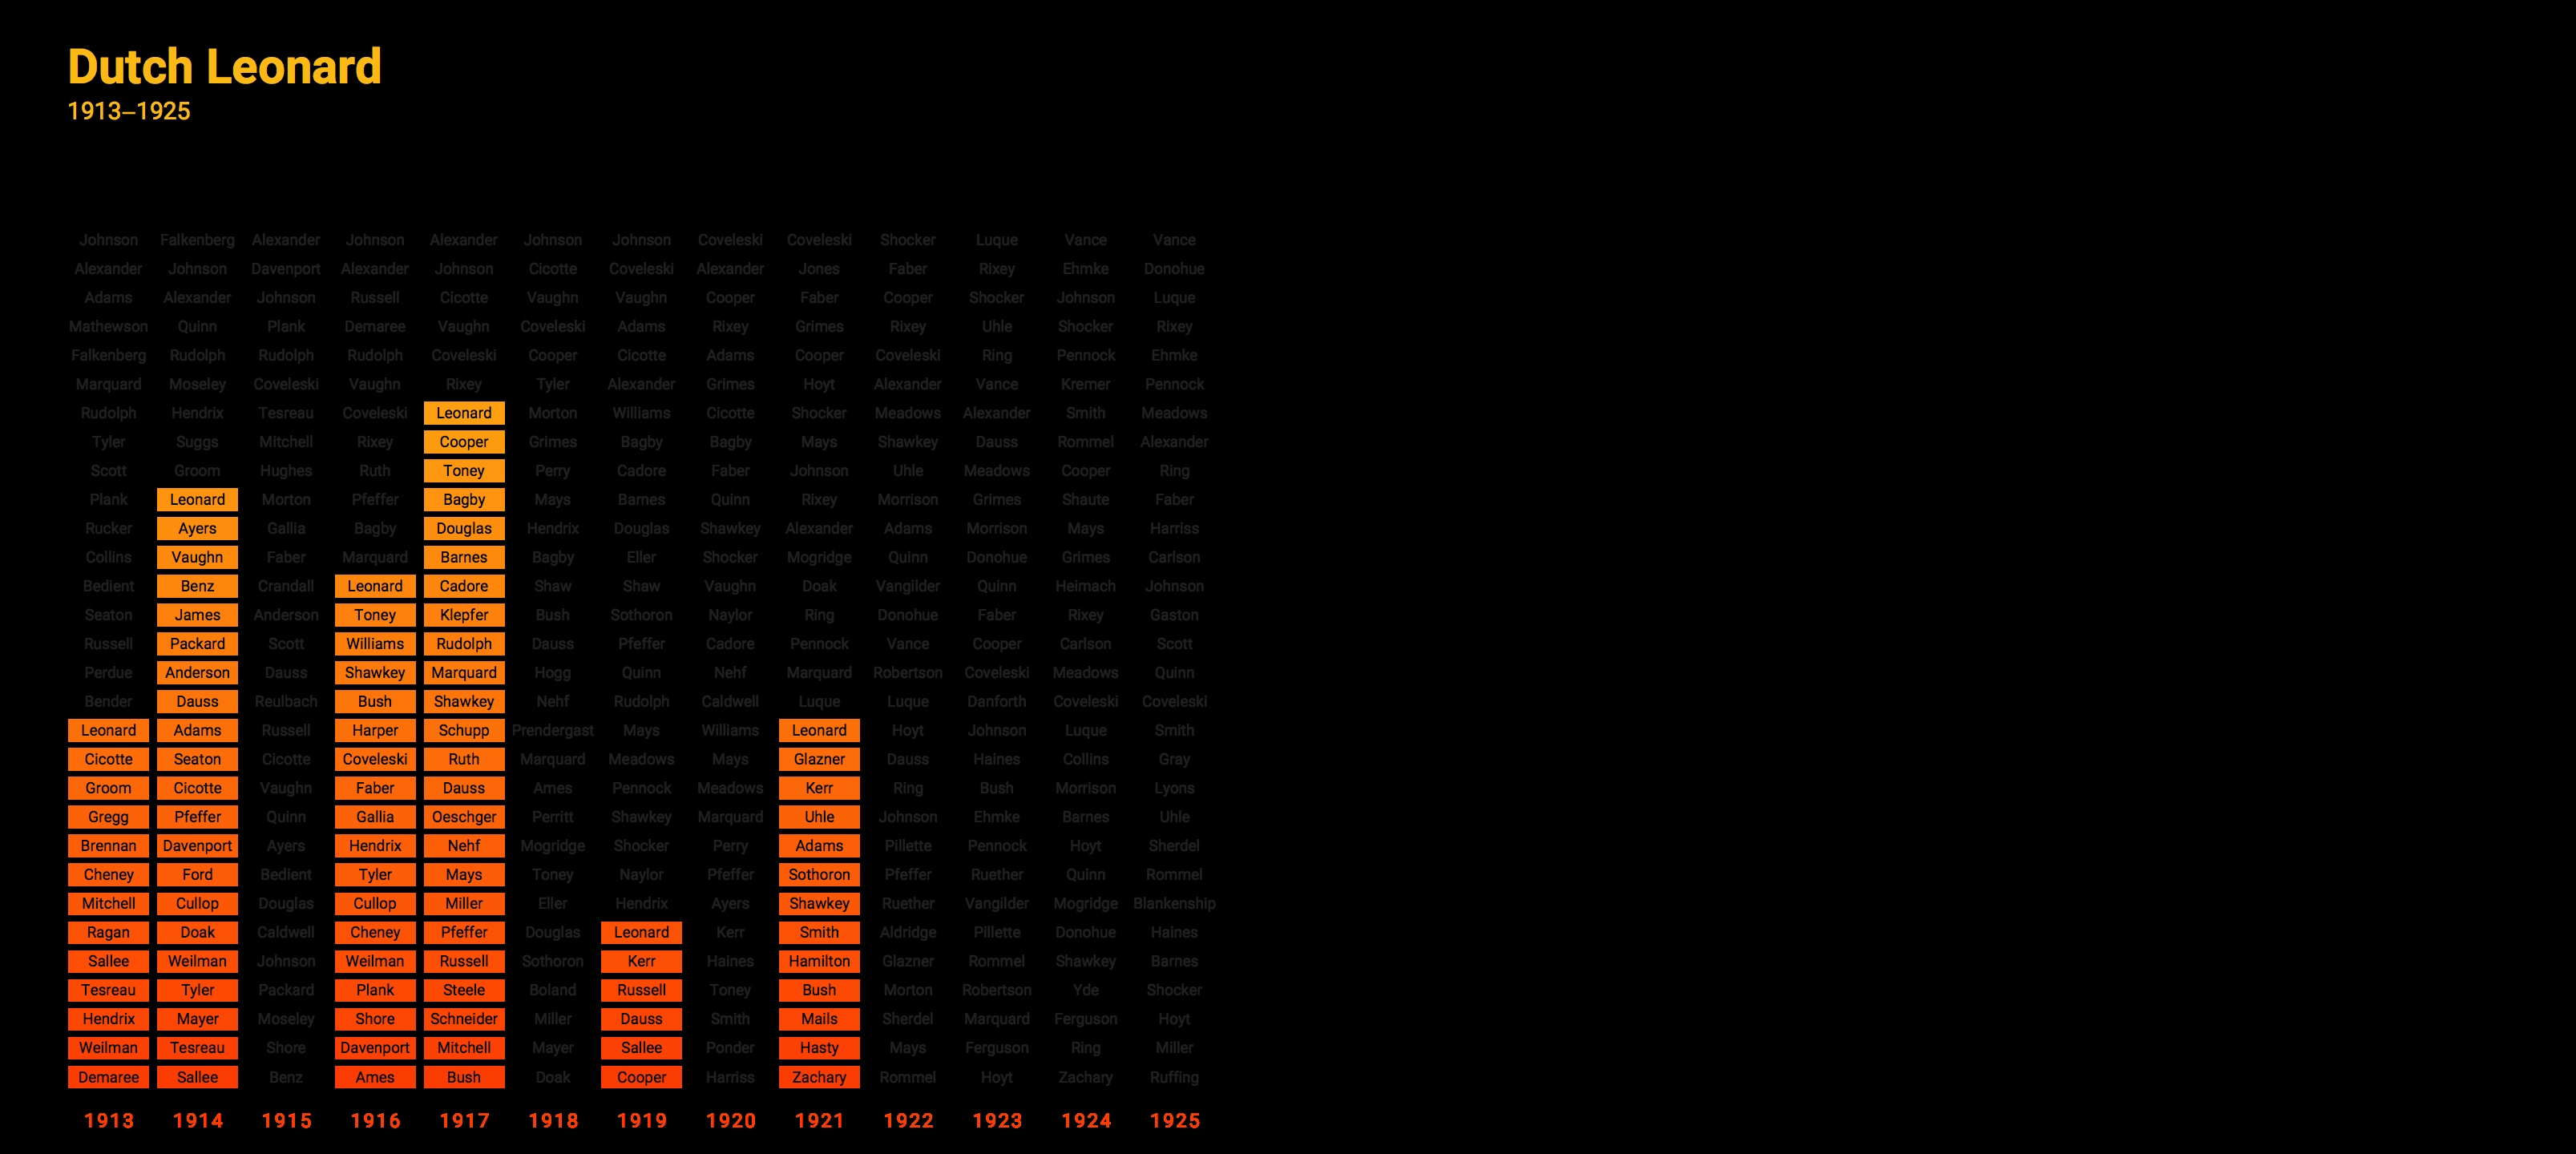 Dutch Leonard
1913–1925
Johnson Falkenberg Alexander Johnson Alexander Johnson Johnson Coveleski Coveleski Shocker Luque Vance Vance
Alexander Johnson Davenport Alexander Johnson Cicotte Coveleski Alexander Jones Faber Rixey Ehmke Donohue
Adams Alexander Johnson Russell Cicotte Vaughn Vaughn Cooper Faber Cooper Shocker Johnson Luque
Mathewson Quinn Plank Demaree Vaughn Coveleski Adams Rixey Grimes Rixey Uhle Shocker Rixey
Falkenberg Rudolph Rudolph Rudolph Coveleski Cooper Cicotte Adams Cooper Coveleski Ring Pennock Ehmke
Marquard Moseley Coveleski Vaughn Rixey Tyler Alexander Grimes Hoyt Alexander Vance Kremer Pennock
Rudolph Hendrix Tesreau Coveleski Leonard Morton Williams Cicotte Shocker Meadows Alexander Smith Meadows
Tyler Suggs Mitchell Rixey Cooper Grimes Bagby Bagby Mays Shawkey Dauss Rommel Alexander
Scott Groom Hughes Ruth Toney Perry Cadore Faber Johnson Uhle Meadows Cooper Ring
Plank Leonard Morton Pfeffer Bagby Mays Barnes Quinn Rixey Morrison Grimes Shaute Faber
Rucker Ayers Gallia Bagby Douglas Hendrix Douglas Shawkey Alexander Adams Morrison Mays Harriss
Collins Vaughn Faber Marquard Barnes Bagby Eller Shocker Mogridge Quinn Donohue Grimes Carlson
Bedient Benz Crandall Leonard Cadore Shaw Shaw Vaughn Doak Vangilder Quinn Heimach Johnson
Seaton James Anderson Toney Klepfer Bush Sothoron Naylor Ring Donohue Faber Rixey Gaston
Russell Packard Scott Williams Rudolph Dauss Pfeffer Cadore Pennock Vance Cooper Carlson Scott
Perdue Anderson Dauss Shawkey Marquard Hogg Quinn Nehf Marquard Robertson Coveleski Meadows Quinn
Bender Dauss Reulbach Bush Shawkey Nehf Rudolph Caldwell Luque Luque Danforth Coveleski Coveleski
Leonard Adams Russell Harper Schupp Prendergast Mays Williams Leonard Hoyt Johnson Luque Smith
Cicotte Seaton Cicotte Coveleski Ruth Marquard Meadows Mays Glazner Dauss Haines Collins Gray
Groom Cicotte Vaughn Faber Dauss Ames Pennock Meadows Kerr Ring Bush Morrison Lyons
Gregg Pfeffer Quinn Gallia Oeschger Perritt Shawkey Marquard Uhle Johnson Ehmke Barnes Uhle
Brennan Davenport Ayers Hendrix Nehf Mogridge Shocker Perry Adams Pillette Pennock Hoyt Sherdel
Cheney Ford Bedient Tyler Mays Toney Naylor Pfeffer Sothoron Pfeffer Ruether Quinn Rommel
Mitchell Cullop Douglas Cullop Miller Eller Hendrix Ayers Shawkey Ruether Vangilder Mogridge Blankenship
Ragan Doak Caldwell Cheney Pfeffer Douglas Leonard Kerr Smith Aldridge Pillette Donohue Haines
Sallee Weilman Johnson Weilman Russell Sothoron Kerr Haines Hamilton Glazner Rommel Shawkey Barnes
Tesreau Tyler Packard Plank Steele Boland Russell Toney Bush Morton Robertson Yde Shocker
Hendrix Mayer Moseley Shore Schneider Miller Dauss Smith Mails Sherdel Marquard Ferguson Hoyt
Weilman Tesreau Shore Davenport Mitchell Mayer Sallee Ponder Hasty Mays Ferguson Ring Miller
Demaree Sallee Benz Ames Bush Doak Cooper Harriss Zachary Rommel Hoyt Zachary Ruffing
1913 1914 1915 1916 1917 1918 1919 1920 1921 1922 1923 1924 1925